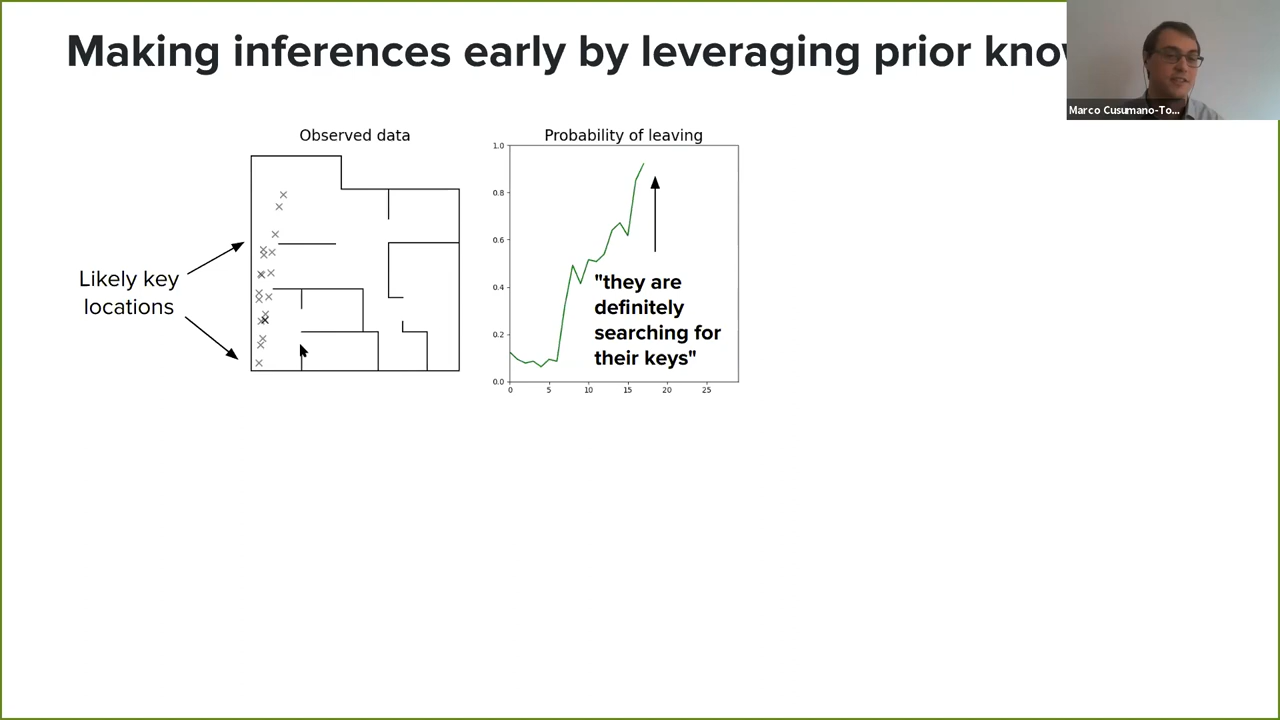 Making inferences early by leveraging prior
Marco Cusumano-To...
Observed data
Probability of leaving
Likely key
locations
"they are
definitely
searching for
their keys"
1.0
0.8
0.6
0.4
0.2
0.0
0 5 10 15 20 25